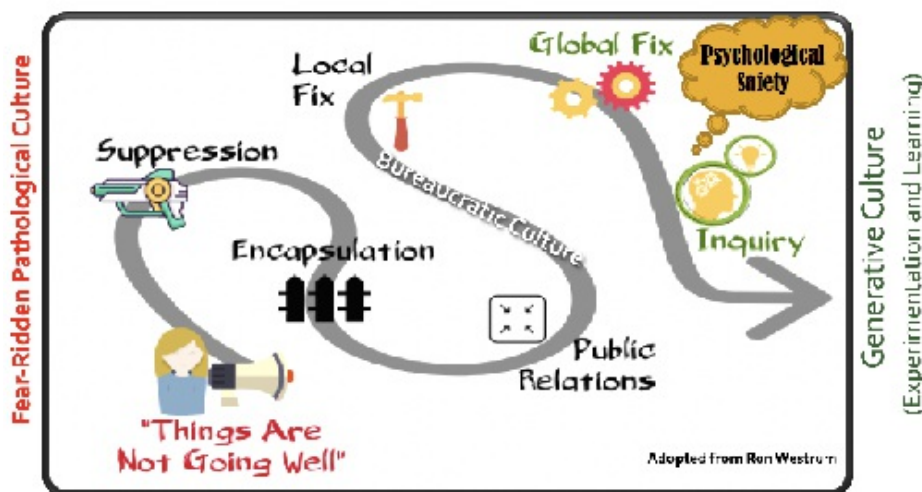 Fear-Ridden Pathological Culture
Suppression
Encapsulation
"Things Are
Not Going Well"
Local
Fix
Bureaucratic Culture
Public
Relations
Global Fix
Psychological
Safety
Inquiry
Generative Culture
(Experimentation and Learning)
Adopted from Ron Westrum